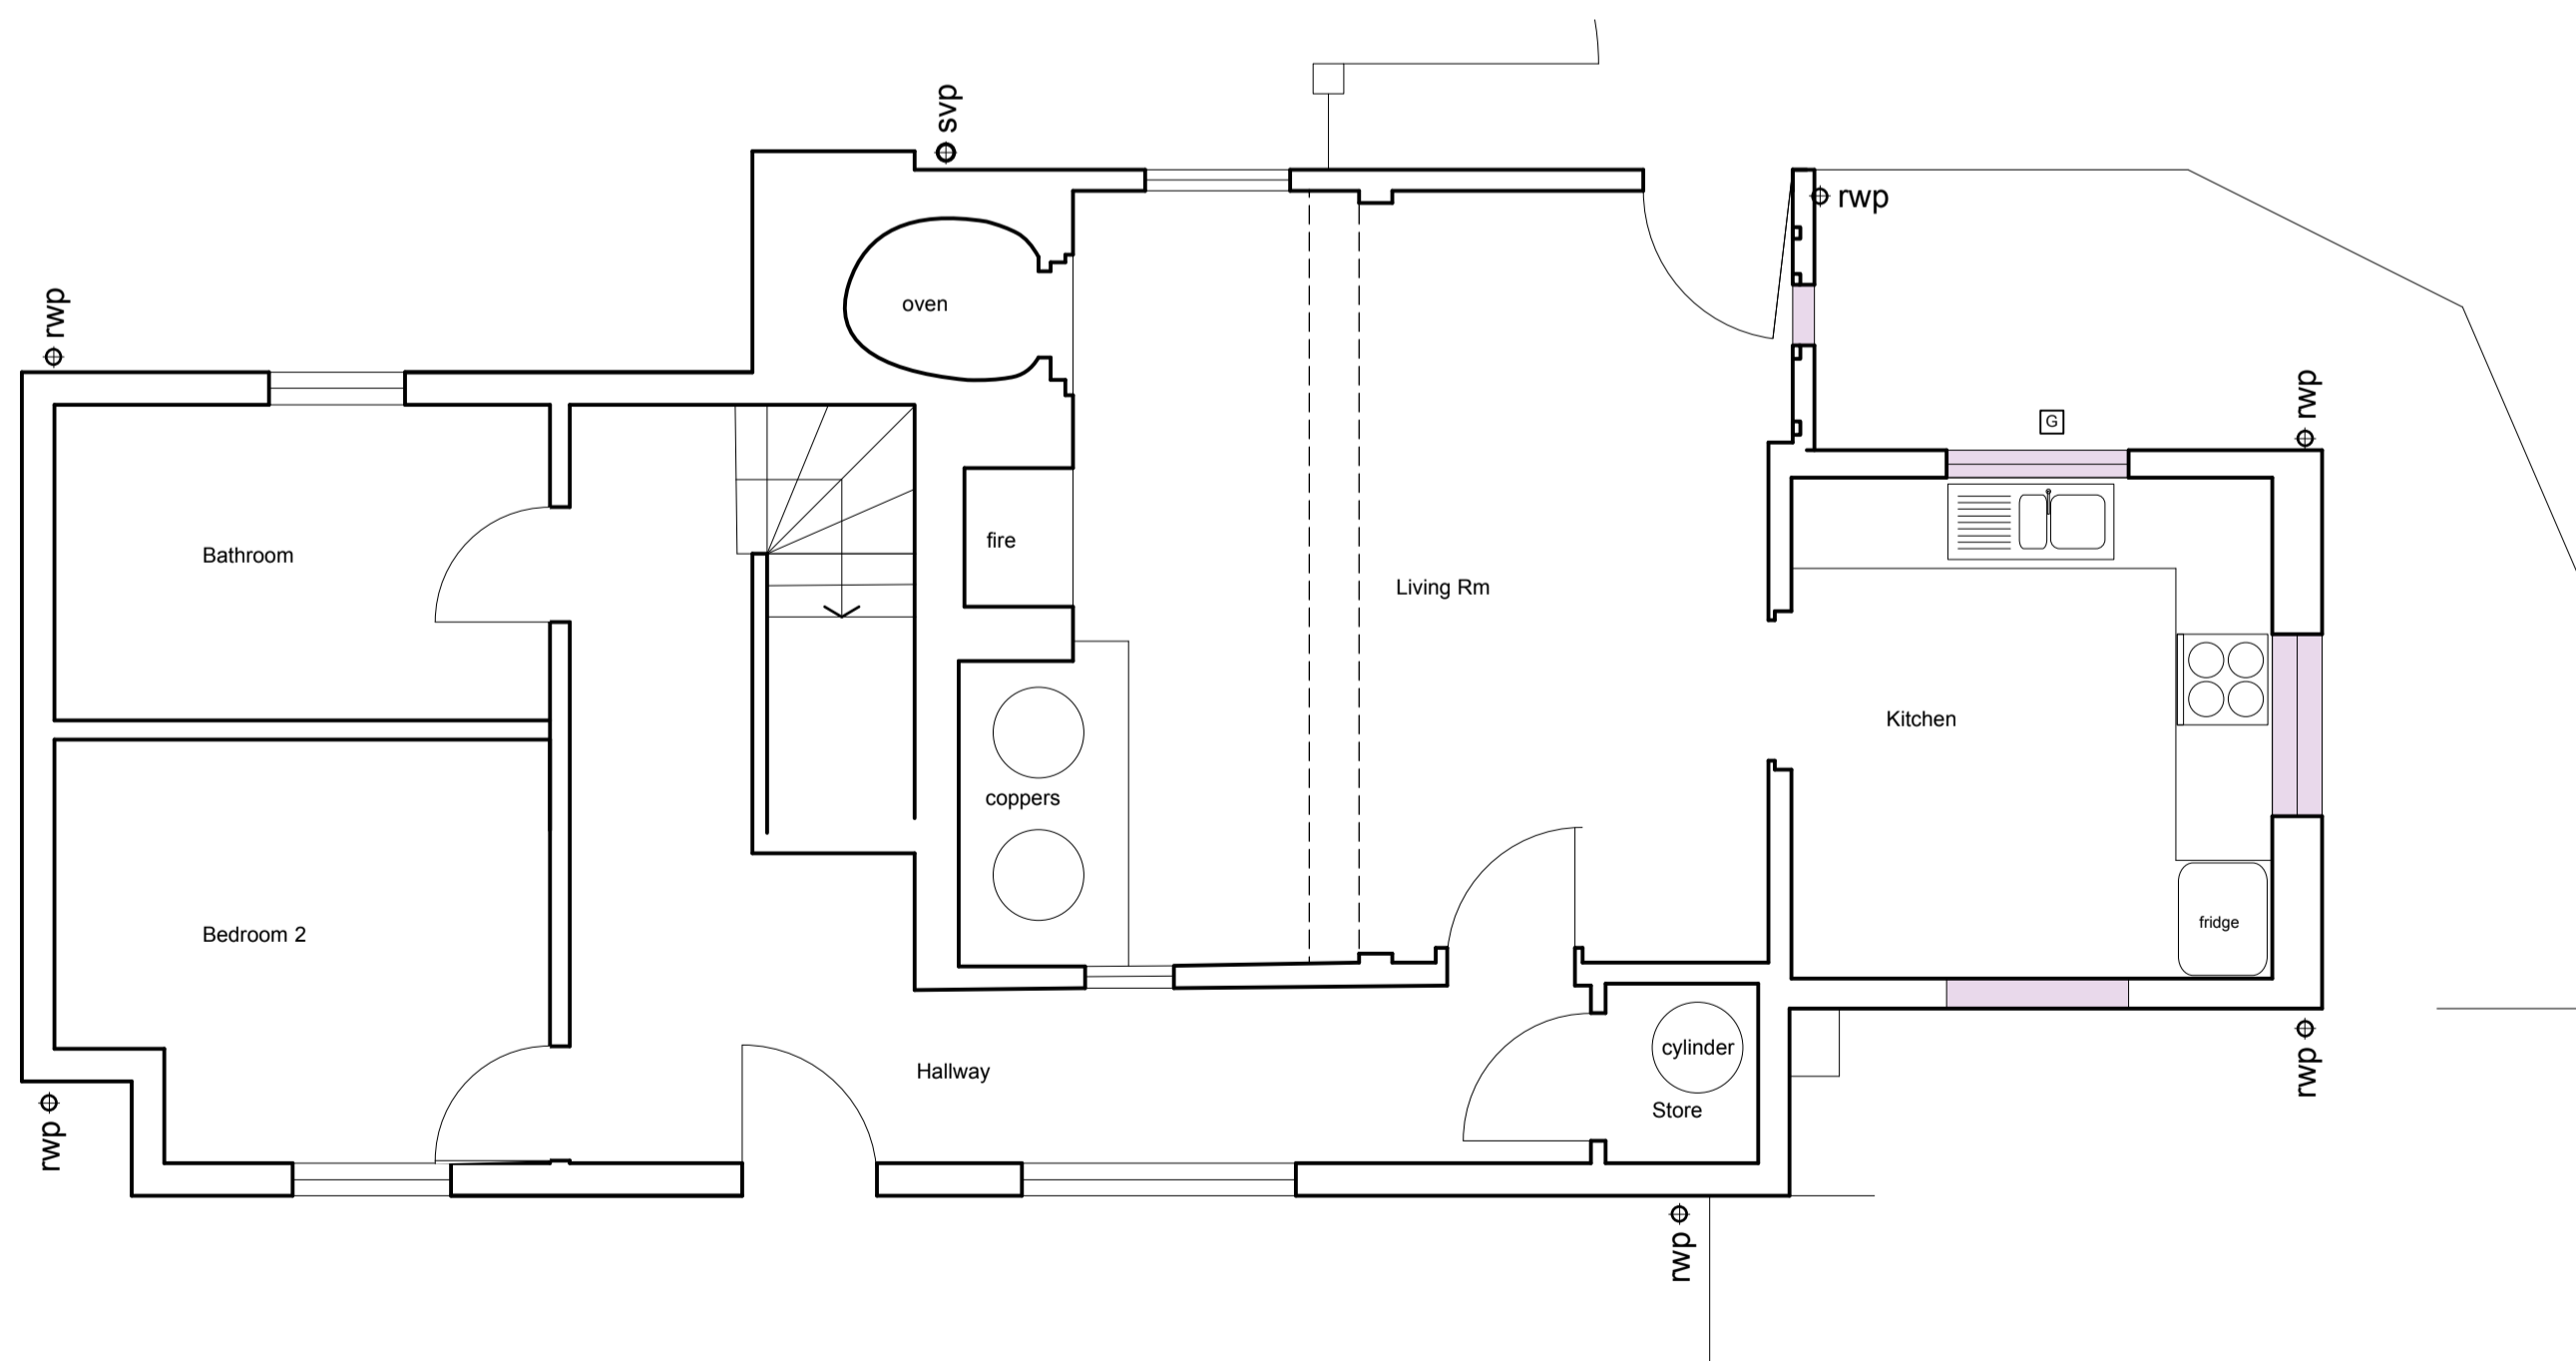 svp
rwp
rwp
oven
rwp
rwp
G
fire
Bathroom
Living Rm
Kitchen
coppers
fridge
Bedroom 2
cylinder
Hallway
Store
rwp
rwp
rwp